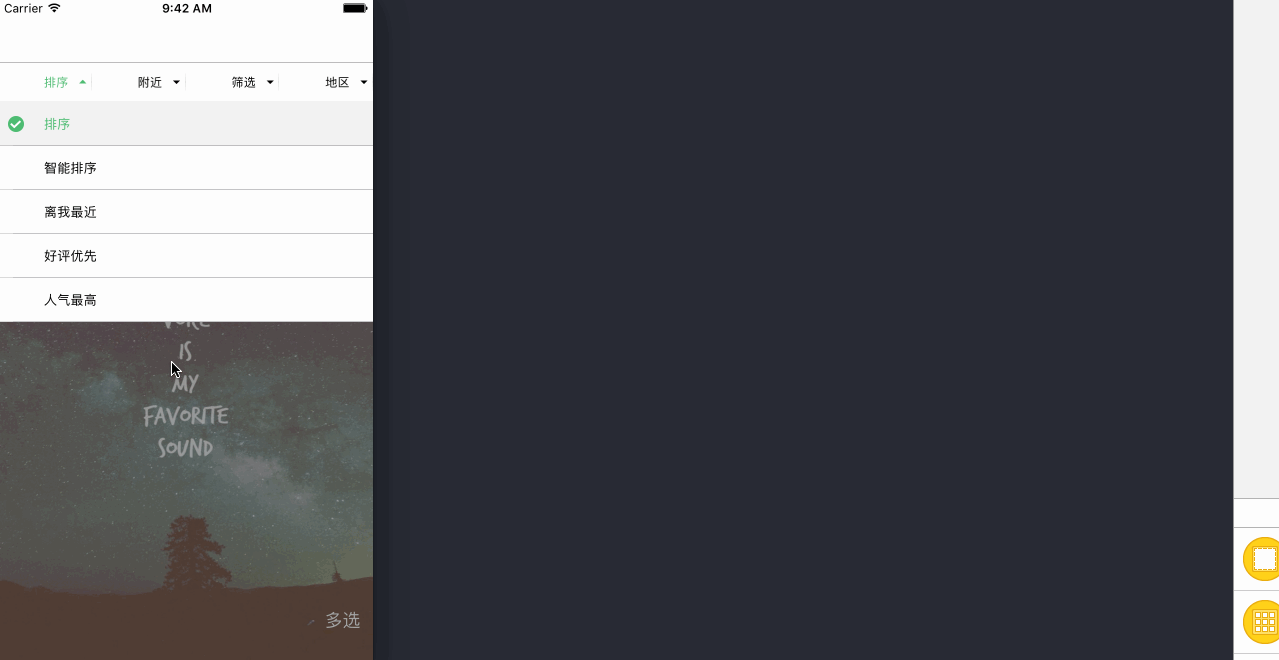 Carrier 9:42 AM
排序 附近 筛选 地区
排序
智能排序
离我最近
好评优先
人气最高
IS
MY
FAVORITE
SOUND
多选